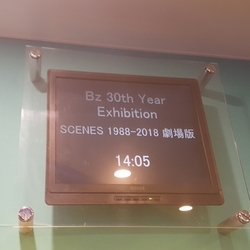 Bz 30th Year
Exhibition
SCENES 1988-2018 劇場版
14:05